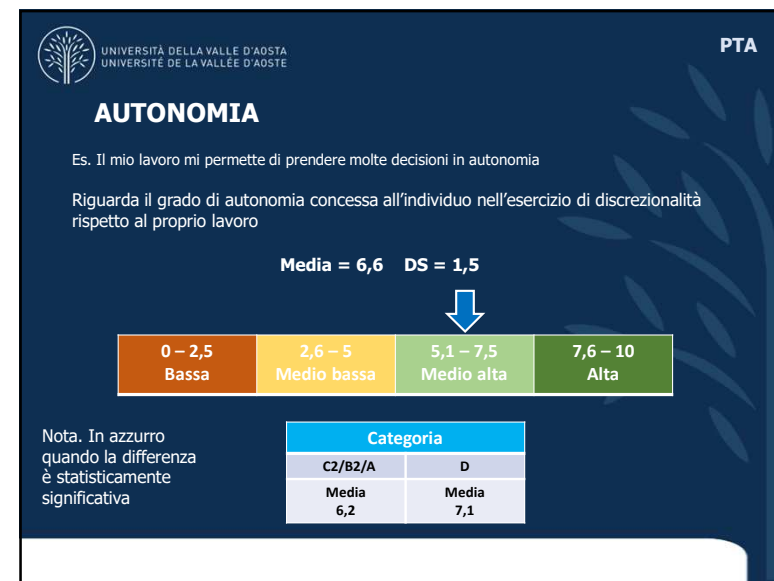 UNIVERSITÀ DELLA VALLE D'AOSTA
UNIVERSITÉ DE LA VALLÉE D'AOSTE
PTA
AUTONOMIA
Es. Il mio lavoro mi permette di prendere molte decisioni in autonomia
Riguarda il grado di autonomia concessa all'individuo nell'esercizio di discrezionalità
rispetto al proprio lavoro
Media = 6,6 DS = 1,5
0 – 2,5 2,6 – 5 5,1 – 7,5 7,6 – 10
Bassa Medio bassa Medio alta Alta
Nota. In azzurro
quando la differenza
è statisticamente
significativa
Categoria
C2/B2/A D
Media Media
6,2 7,1